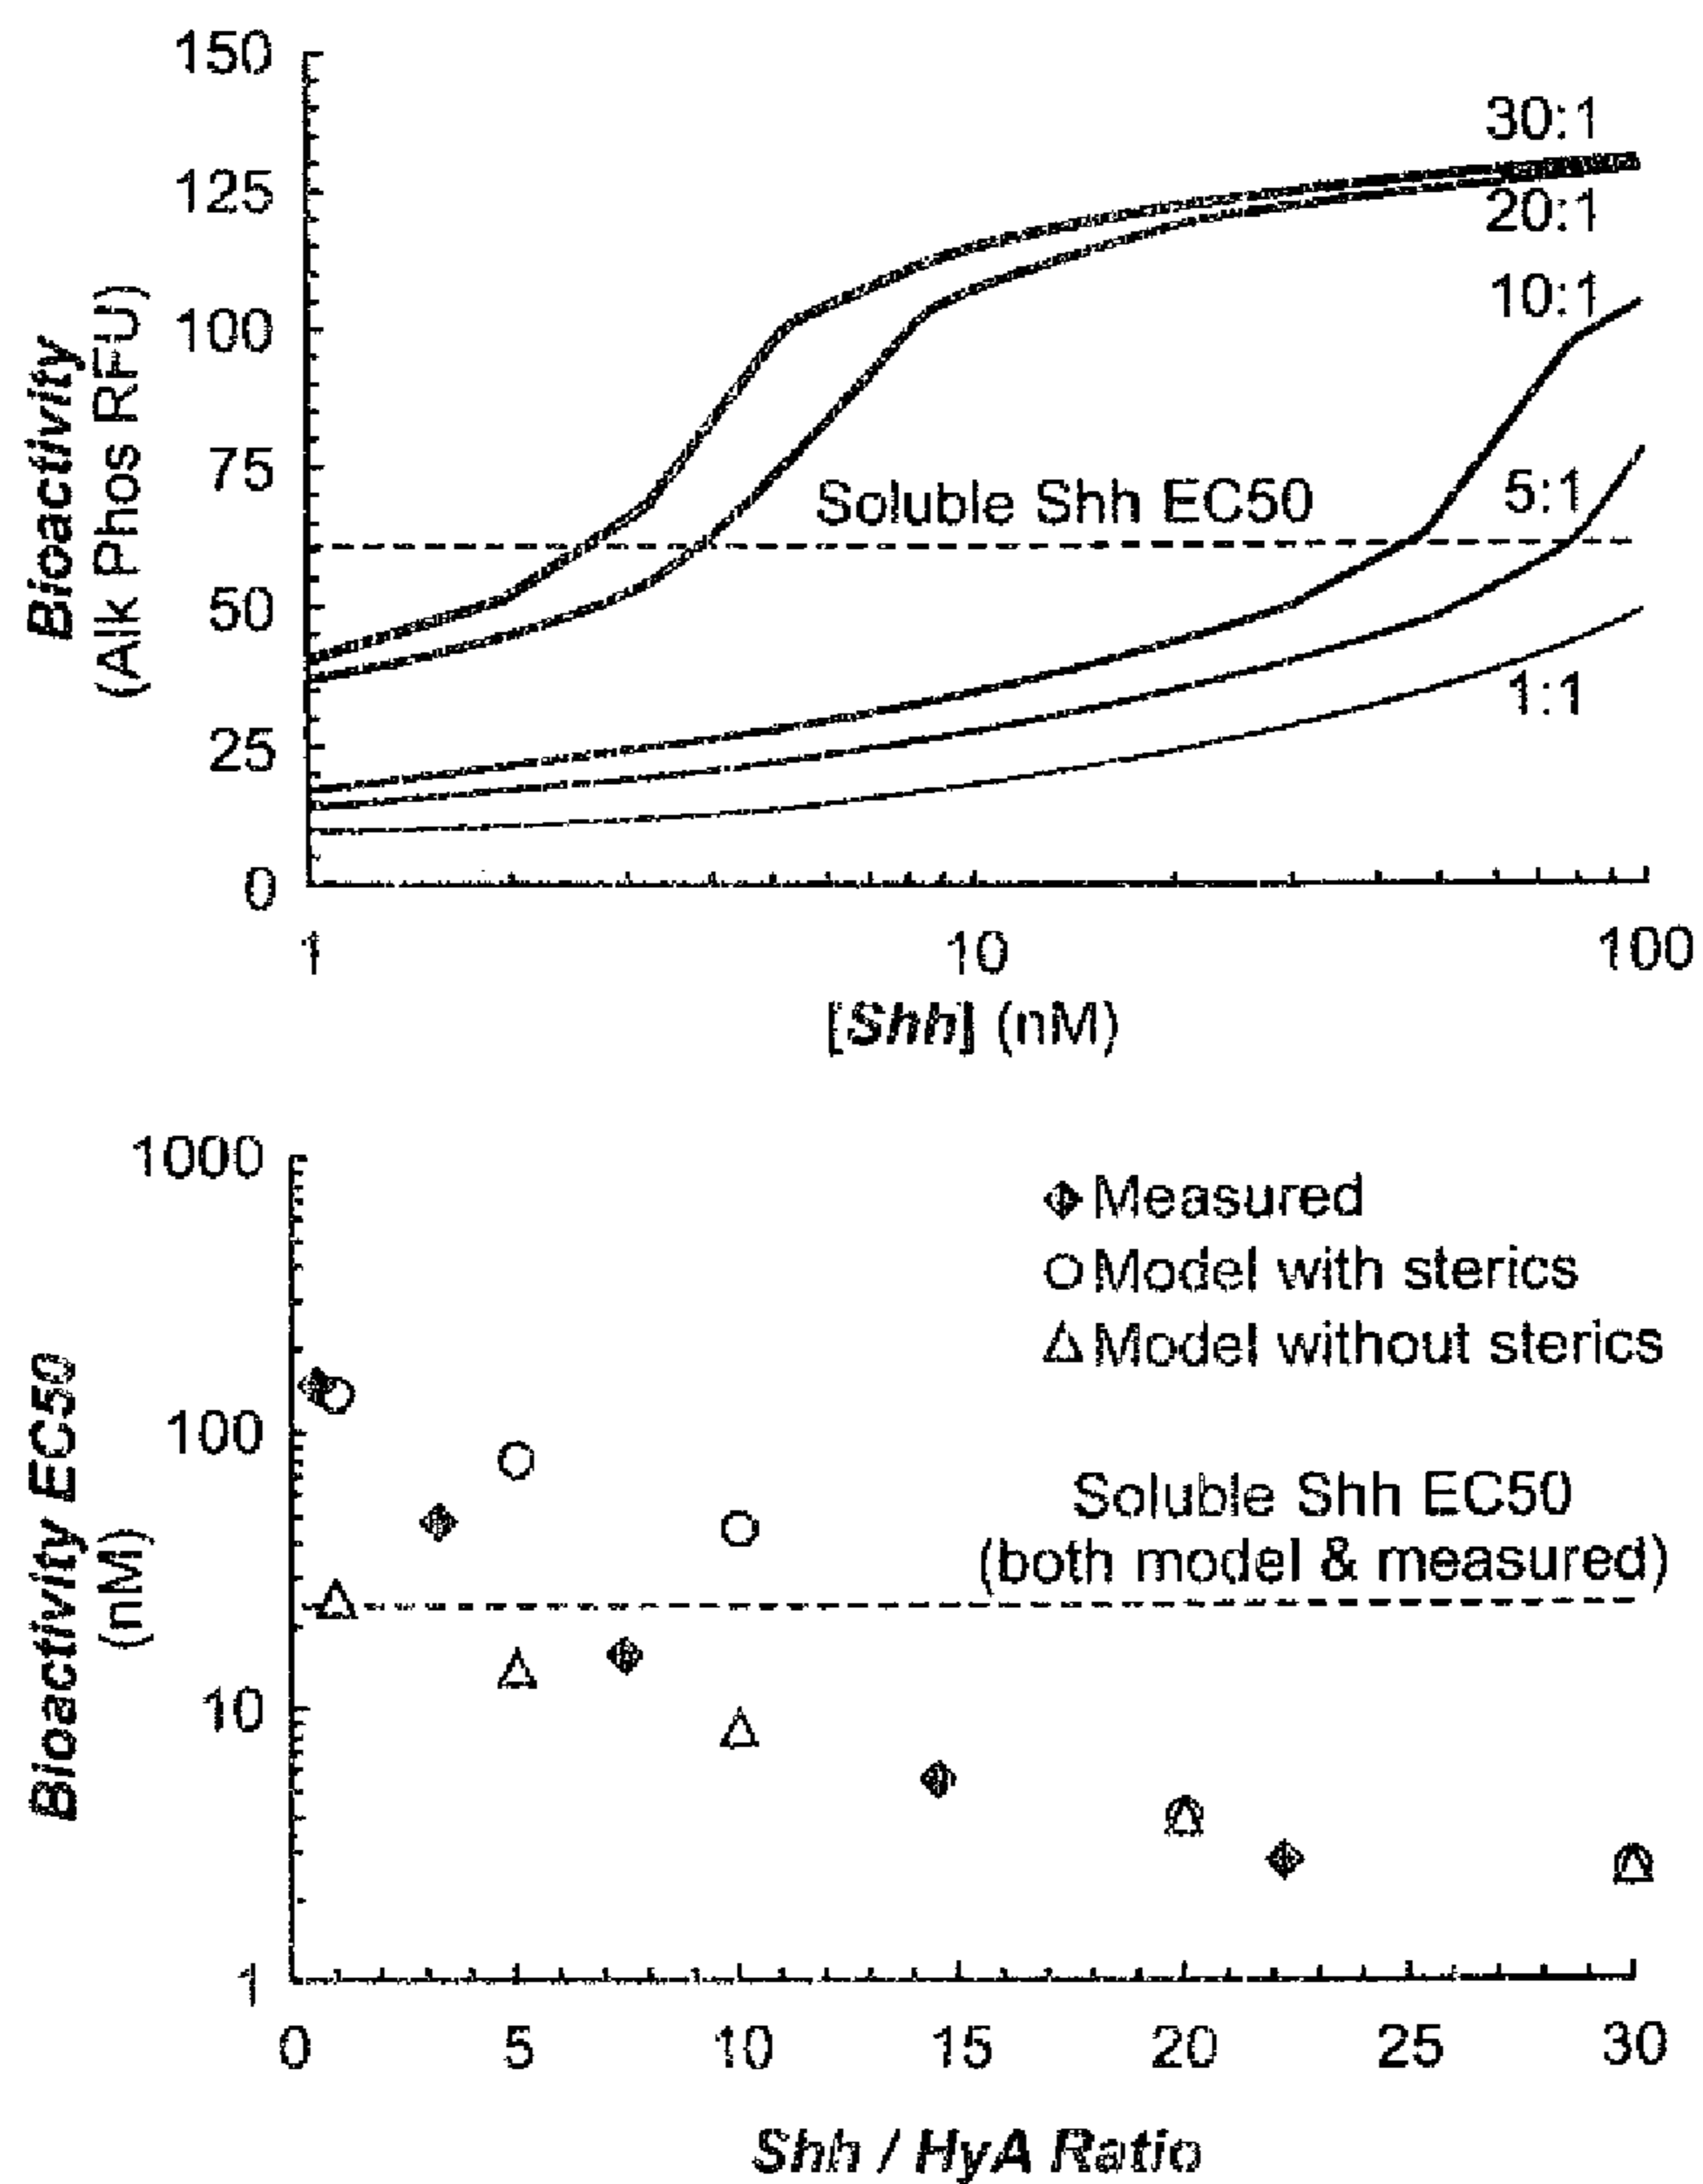 150
125
100
75
50
25
0
Bioactivity
(Alk Phos RFU)
30:1
20:1
10:1
5:1
1:1
Soluble Shh EC50
1 10 100
[Shh] (nM)
1000
100
10
1
Bioactivity EC50
(nM)
Measured
Model with sterics
Model without sterics
Soluble Shh EC50
(both model & measured)
0 5 10 15 20 25 30
Shh / HyA Ratio